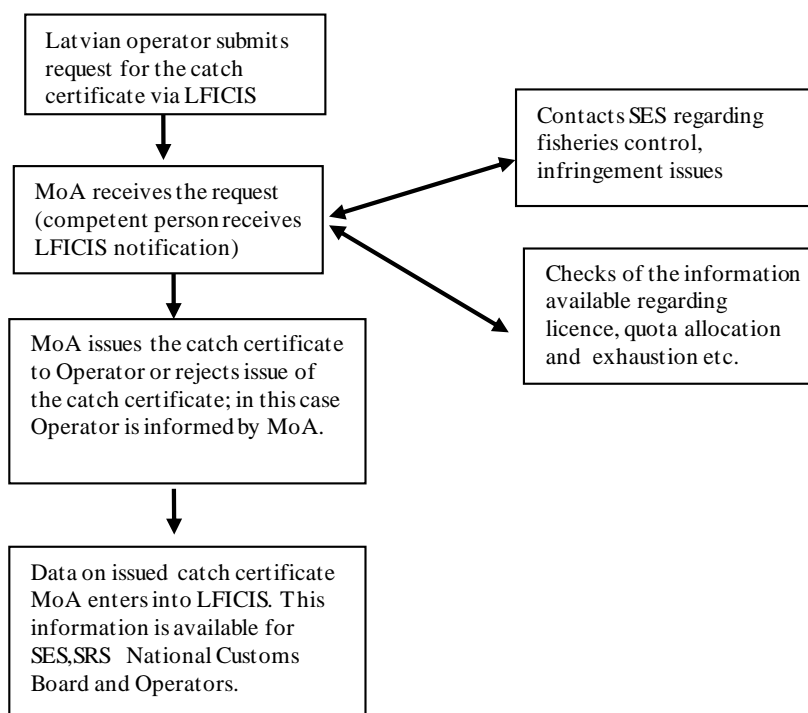 Latvian operator submits
request for the catch
certificate via LFICIS
Contacts SES regarding
fisheries control,
infringement issues
MoA receives the request
(competent person receives
LFICIS notification)
Checks of the information
available regarding
licence, quota allocation
and exhaustion etc.
MoA issues the catch certificate
to Operator or rejects issue of
the catch certificate; in this case
Operator is informed by MoA.
Data on issued catch certificate
MoA enters into LFICIS. This
information is available for
SES,SRS National Customs
Board and Operators.